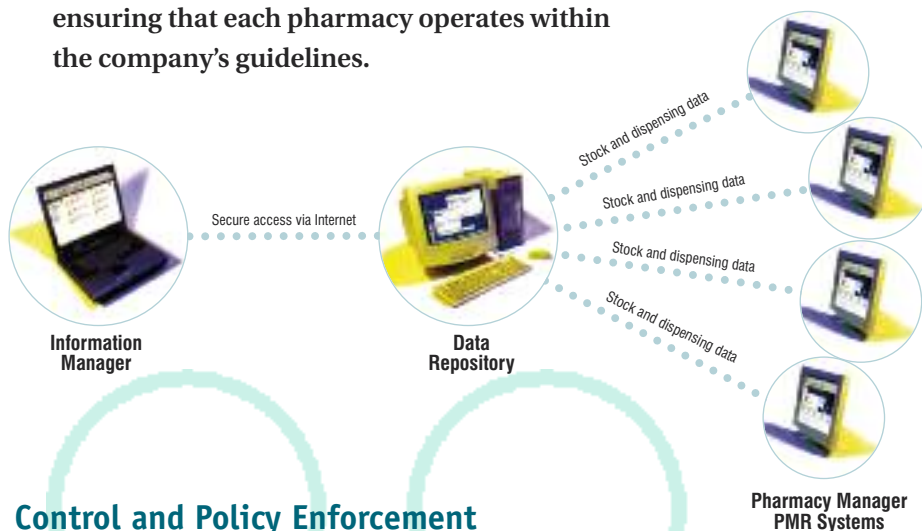 ensuring that each pharmacy operates within
the company's guidelines.
Stock and dispensing data
Stock and dispensing data
Secure access via Internet
Stock and dispensing data
Stock and dispensing data
Information
Manager
Data
Repository
Pharmacy Manager
PMR Systems
Control and Policy Enforcement